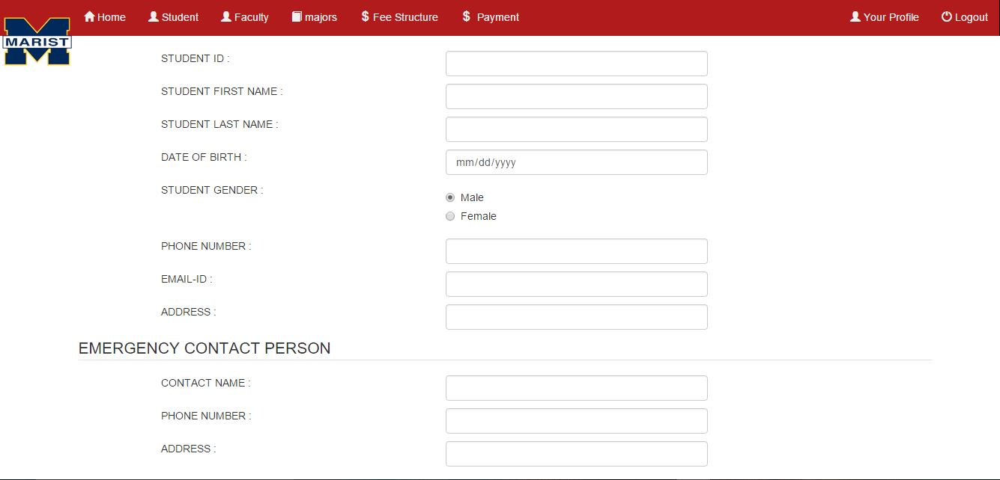 Home Student Faculty majors $ Fee Structure $ Payment Your Profile Logout
MARIST
STUDENT ID :
STUDENT FIRST NAME :
STUDENT LAST NAME :
DATE OF BIRTH : mm/dd/yyyy
STUDENT GENDER :
Male
Female
PHONE NUMBER :
EMAIL-ID :
ADDRESS :
EMERGENCY CONTACT PERSON
CONTACT NAME :
PHONE NUMBER :
ADDRESS :